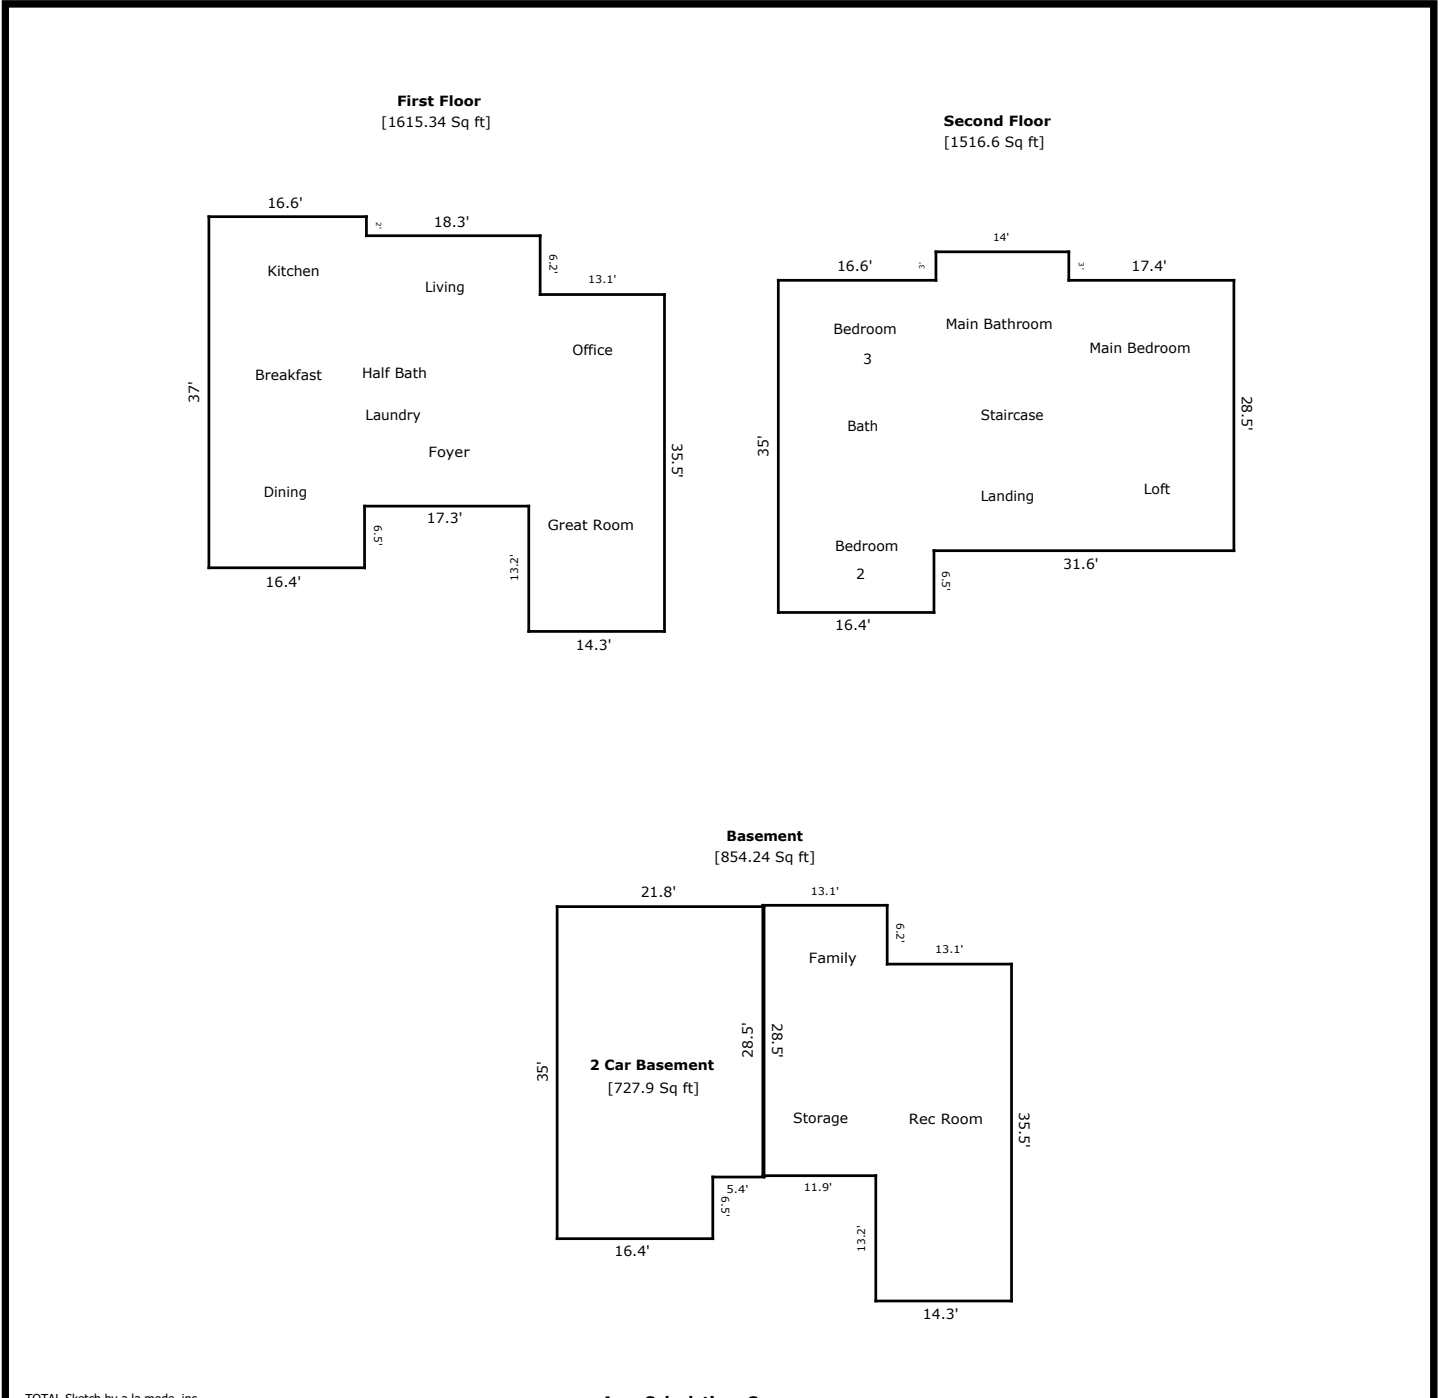 First Floor
[1615.34 Sq ft]
Second Floor
[1516.6 Sq ft]
16.6'
2'
18.3'
6.2'
13.1'
Kitchen
Living
Office
Breakfast
Half Bath
37'
Laundry
Foyer
35.5'
Dining
17.3'
6.5'
Great Room
13.2'
16.4'
14.3'
14'
16.6'
3'
3'
17.4'
Bedroom
3
Main Bathroom
Main Bedroom
Bath
Staircase
28.5'
35'
Landing
Loft
Bedroom
2
31.6'
6.5'
16.4'
Basement
[854.24 Sq ft]
21.8'
13.1'
6.2'
13.1'
Family
28.5'
28.5'
35'
2 Car Basement
[727.9 Sq ft]
Storage
Rec Room
35.5'
5.4'
6.5'
11.9'
13.2'
16.4'
14.3'
TOTAL Sketch by a la mode, inc.